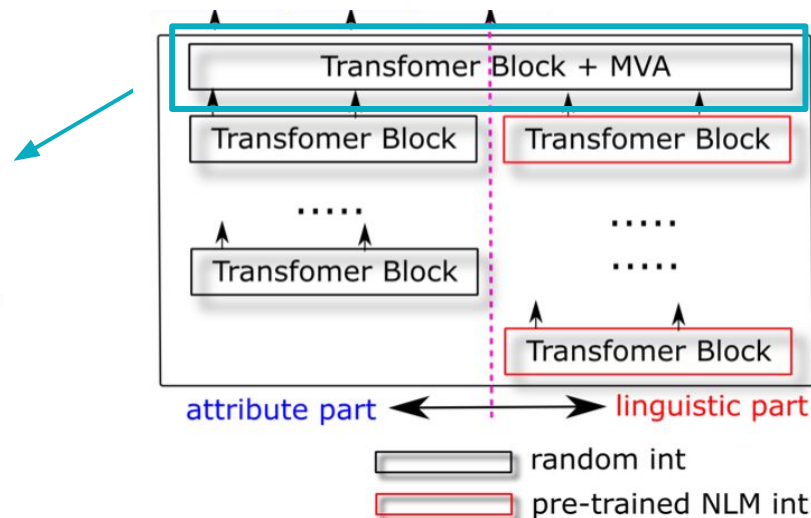 Transfomer Block + MVA
Transfomer Block Transfomer Block
.....
.....
Transfomer Block
.....
Transfomer Block
attribute part linguistic part
random int
pre-trained NLM int